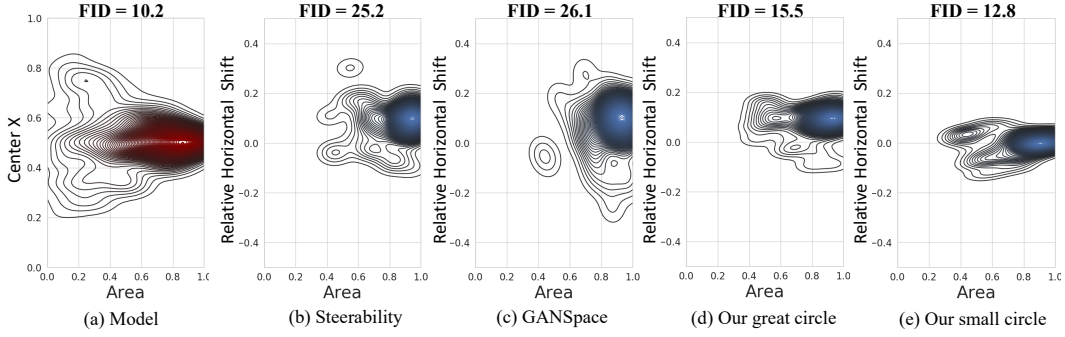 FID = 10.2
FID = 25.2
FID = 26.1
FID = 15.5
FID = 12.8
Center X
1.0
0.8
0.6
0.4
0.2
0.0
0.0 0.2 0.4 0.6 0.8 1.0
Area
(a) Model
Relative Horizontal Shift
0.4
0.2
0.0
−0.2
−0.4
0.0 0.2 0.4 0.6 0.8 1.0
Area
(b) Steerability
Relative Horizontal Shift
0.4
0.2
0.0
−0.2
−0.4
0.0 0.2 0.4 0.6 0.8 1.0
Area
(c) GANSpace
Relative Horizontal Shift
0.4
0.2
0.0
−0.2
−0.4
0.0 0.2 0.4 0.6 0.8 1.0
Area
(d) Our great circle
Relative Horizontal Shift
0.4
0.2
0.0
−0.2
−0.4
0.0 0.2 0.4 0.6 0.8 1.0
Area
(e) Our small circle